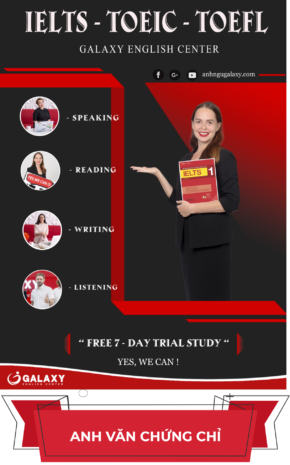 IELTS - TOEIC - TOEFL
GALAXY ENGLISH CENTER
anhngugalaxy.com
- SPEAKING
- READING
IELTS 1
- WRITING
- LISTENING
“ FREE 7 - DAY TRIAL STUDY “
YES, WE CAN !
GALAXY
ENGLISH CENTER
ANH VĂN CHỨNG CHỈ